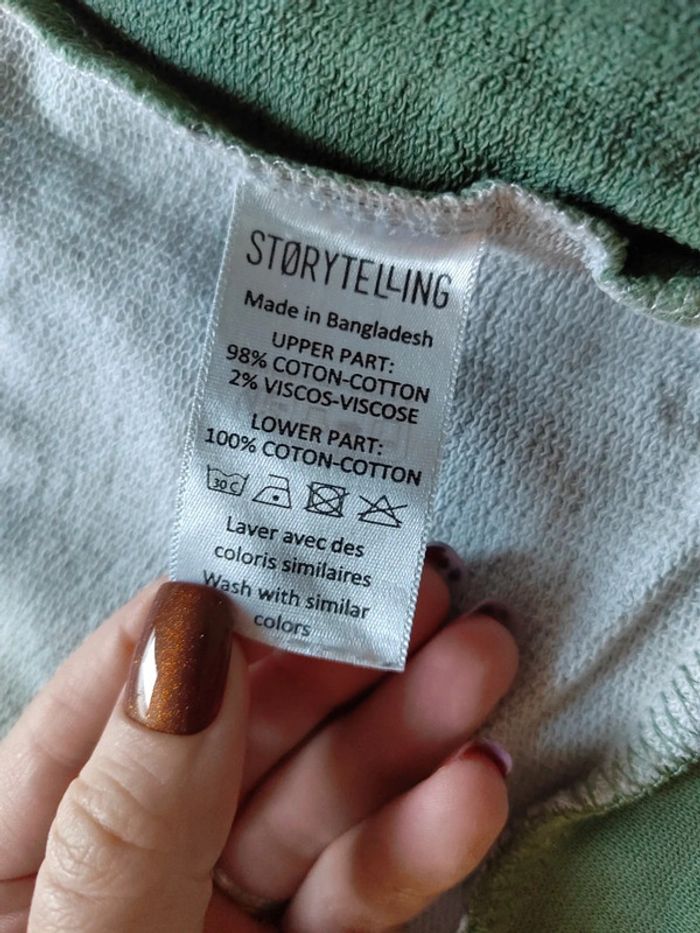 STØRYTELLING
Made in Bangladesh
UPPER PART:
98% COTON-COTTON
2% VISCOS-VISCOSE
LOWER PART:
100% COTON-COTTON
30 C
Laver avec des
coloris similaires
Wash with similar
colors